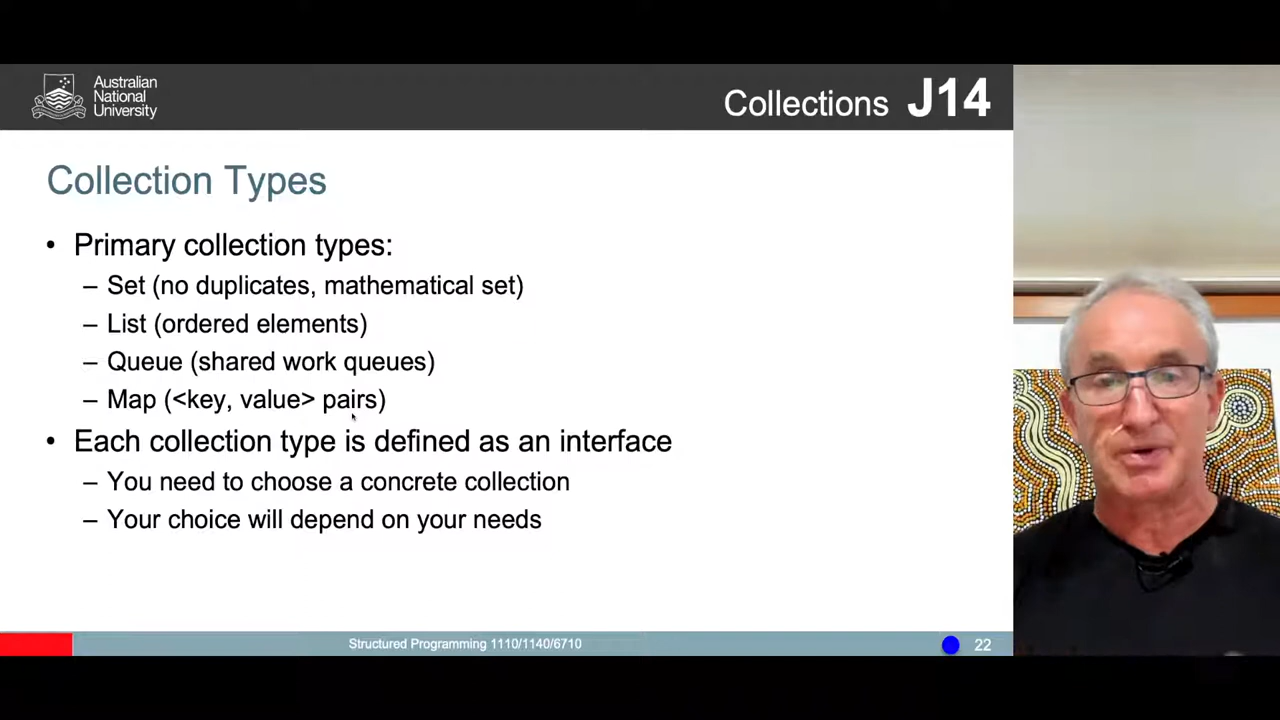 Australian
National
University
Collections J14
Collection Types
• Primary collection types:
– Set (no duplicates, mathematical set)
– List (ordered elements)
– Queue (shared work queues)
– Map (<key, value> pairs)
• Each collection type is defined as an interface
– You need to choose a concrete collection
– Your choice will depend on your needs
Structured Programming 1110/1140/6710
22